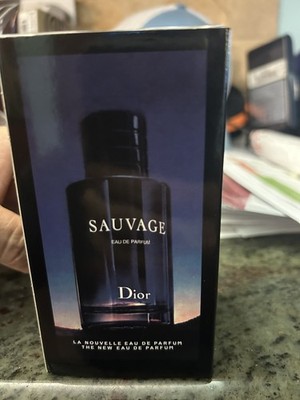 SAUVAGE
EAU DE PARFUM
Dior
LA NOUVELLE EAU DE PARFUM
THE NEW EAU DE PARFUM